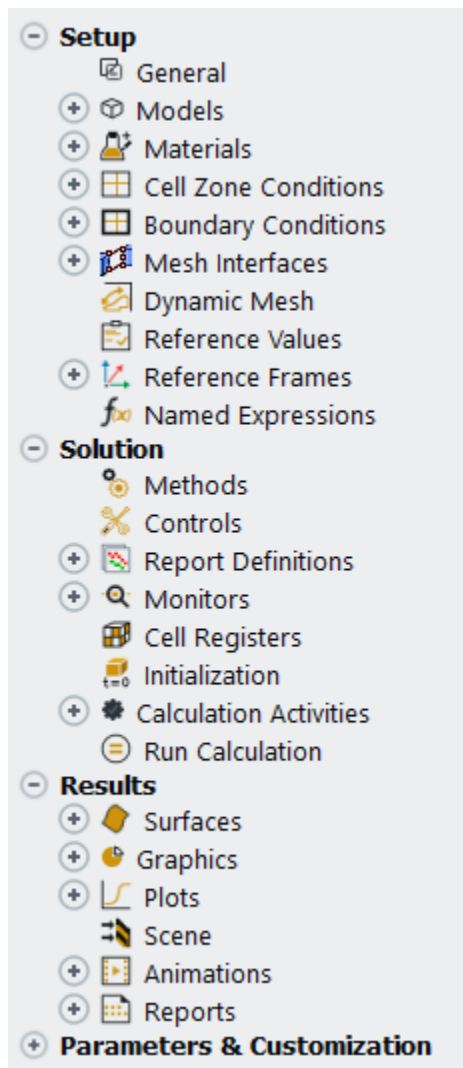 Setup
General
Models
Materials
Cell Zone Conditions
Boundary Conditions
Mesh Interfaces
Dynamic Mesh
Reference Values
Reference Frames
f(x) Named Expressions
Solution
Methods
Controls
Report Definitions
Monitors
Cell Registers
t=0 Initialization
Calculation Activities
Run Calculation
Results
Surfaces
Graphics
Plots
Scene
Animations
Reports
Parameters & Customization